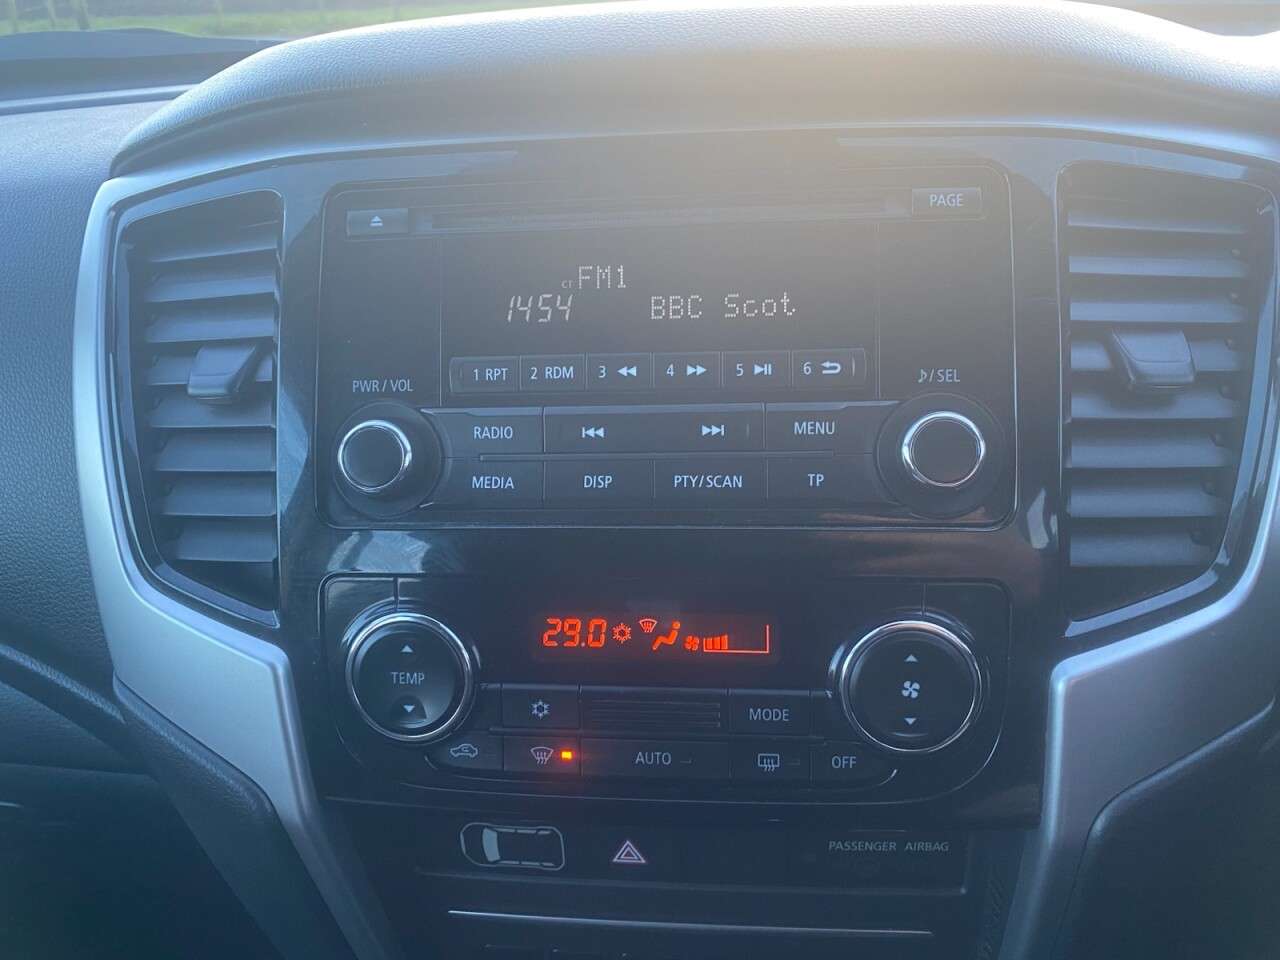 PAGE
CT FM1
1454 BBC Scot
1 RPT 2 RDM 3 4 5 6
PWR / VOL
♪/SEL
RADIO
MENU
MEDIA DISP PTY/SCAN TP
29.0
TEMP
MODE
AUTO
OFF
PASSENGER AIRBAG